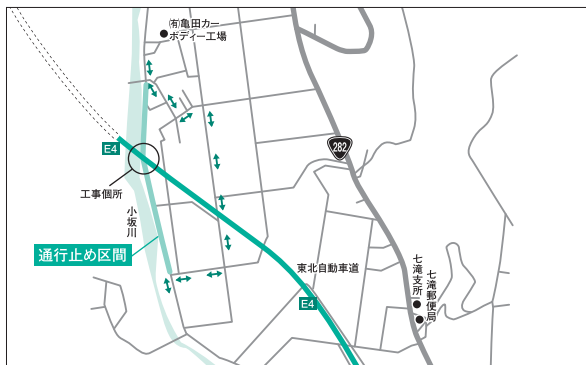 ㈲亀田カー
ボディー工場
282
E4
工事個所
小坂川
通行止め区間
東北自動車道
E4
七滝支所
七滝郵便局